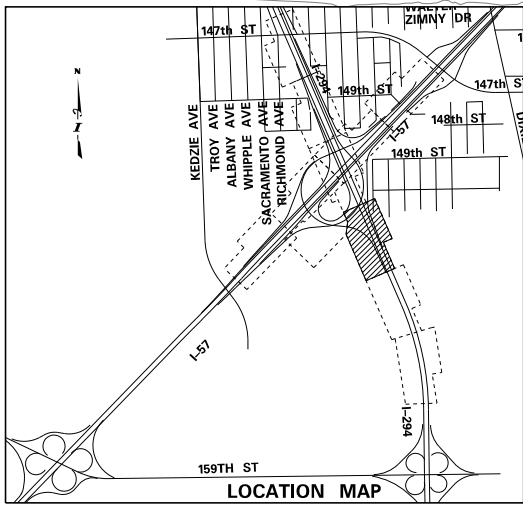 WALTER
ZIMNY DR
147th ST
N
I-294
149th ST
147th ST
I-57
148th ST
149th ST
KEDZIE AVE
TROY AVE
ALBANY AVE
WHIPPLE AVE
SACRAMENTO AVE
RICHMOND AVE
I-57
I-294
159TH ST
LOCATION MAP